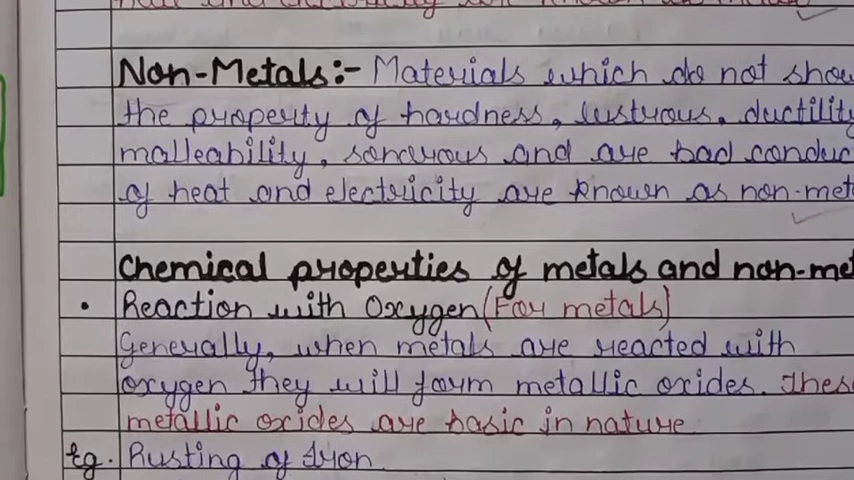 Non-Metals:- Materials which do not show
the property of hardness, lustrous, ductility
malleability, sonorous and are bad conduc
of heat and electricity are known as non-met
Chemical properties of metals and non-me
• Reaction with Oxygen (For metals)
Generally, when metals are reacted with
oxygen they will form metallic oxides. These
metallic oxides are basic in nature
Eg. Rusting of Iron